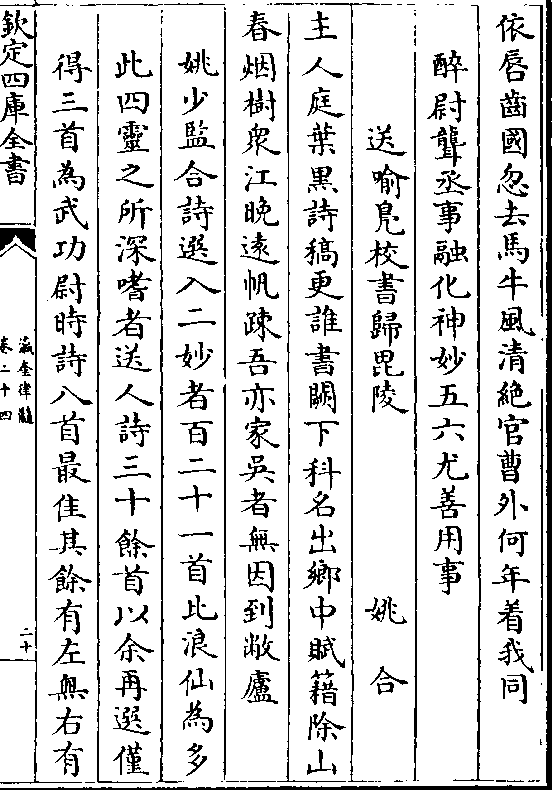 依唇齒國忽去馬牛風清絶官曹外何年着我同
醉尉聾丞事融化神妙五六尤善用事
送喻鳬校書歸毘陵 姚合
主人庭葉黒詩稿更誰書闕下科名出鄉中賦籍除山
春烟樹衆江晚遠帆疎吾亦家吳者無因到敝廬
姚少監合詩選入二妙者百二十一首比浪仙為多
此四靈之所深嗜者送人詩三十餘首以余再選僅
得三首為武功尉時詩八首最佳其餘有左無右有
欽定四庫全書
瀛奎律髓
卷二十四
二十